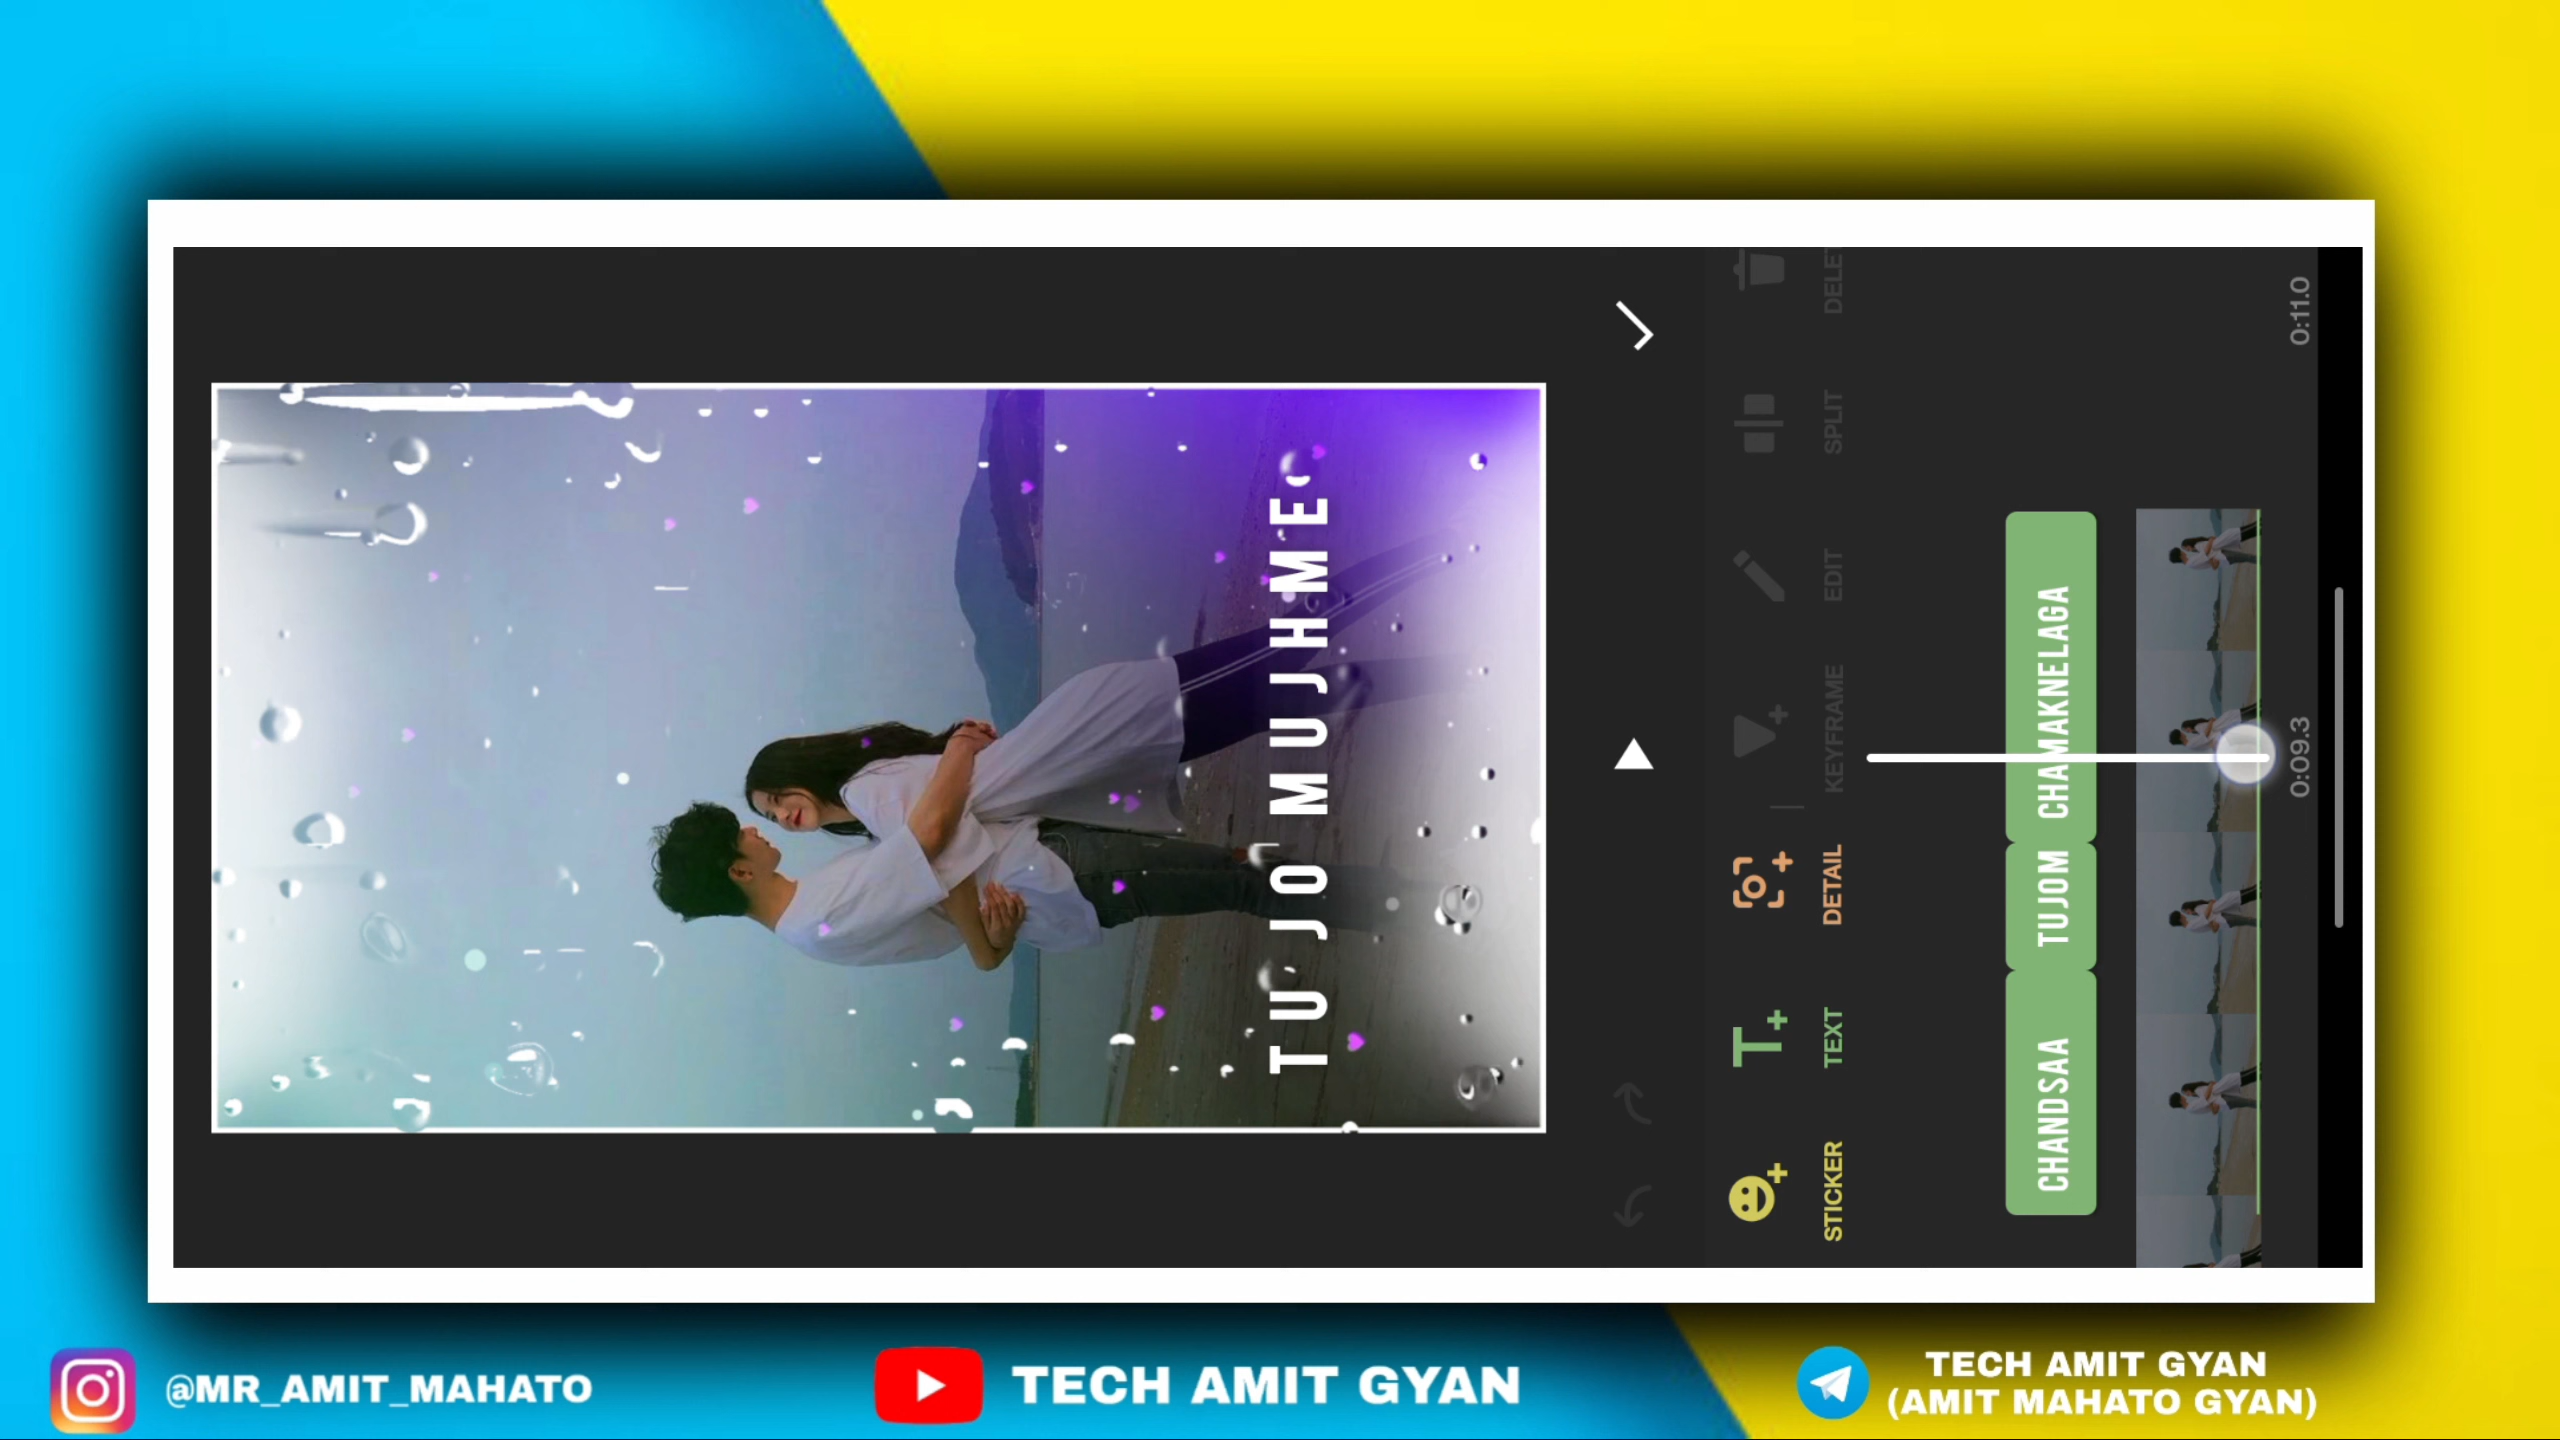 TU JO MUJHME
DELET
SPLIT
EDIT
KEYFRAME
DETAIL
TEXT
STICKER
CHANDSAA
TUJOM
CHAMAKNELAGA
0:09.3
0:11.0
@MR_AMIT_MAHATO
TECH AMIT GYAN
TECH AMIT GYAN
(AMIT MAHATO GYAN)